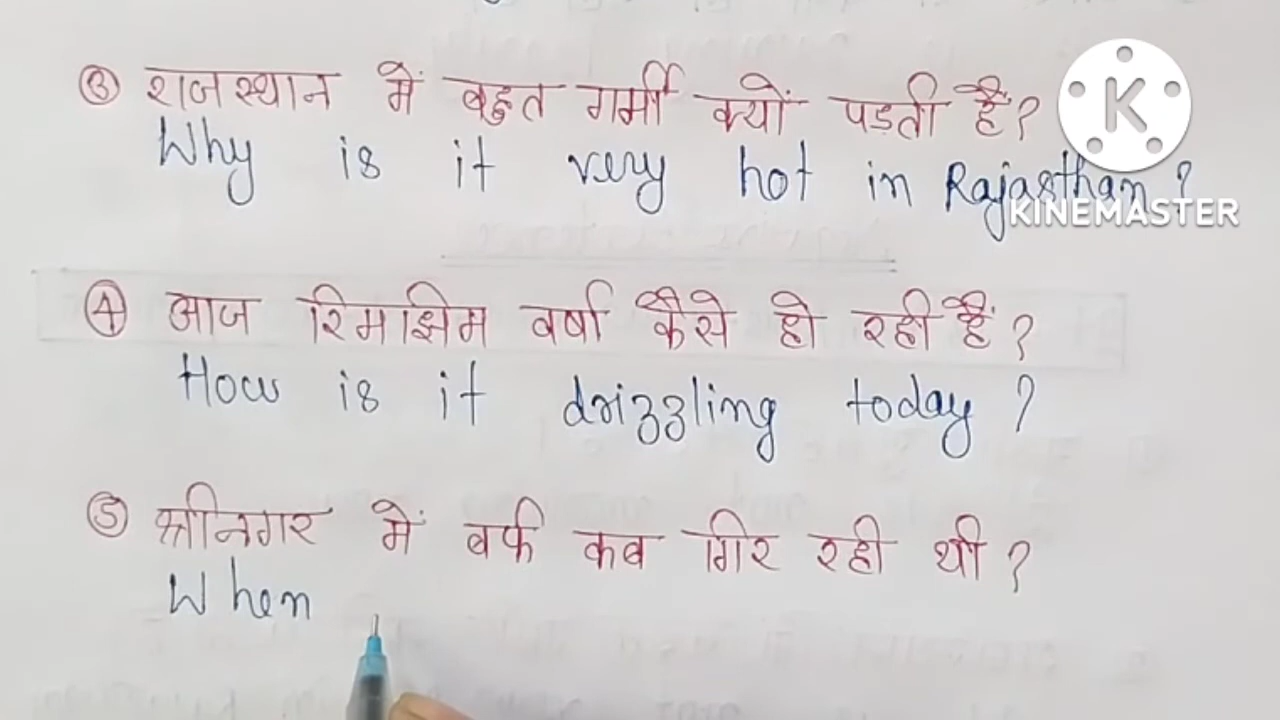 ③ राजस्थान में बहुत गर्मी क्यों पड़ती हैं?
Why is it very hot in Rajasthan?
K
KINEMASTER
④ आज रिमझिम वर्षा कैसे हो रही हैं?
How is it drizzling today?
⑤ श्रीनगर में बर्फ कब गिर रही थी?
When